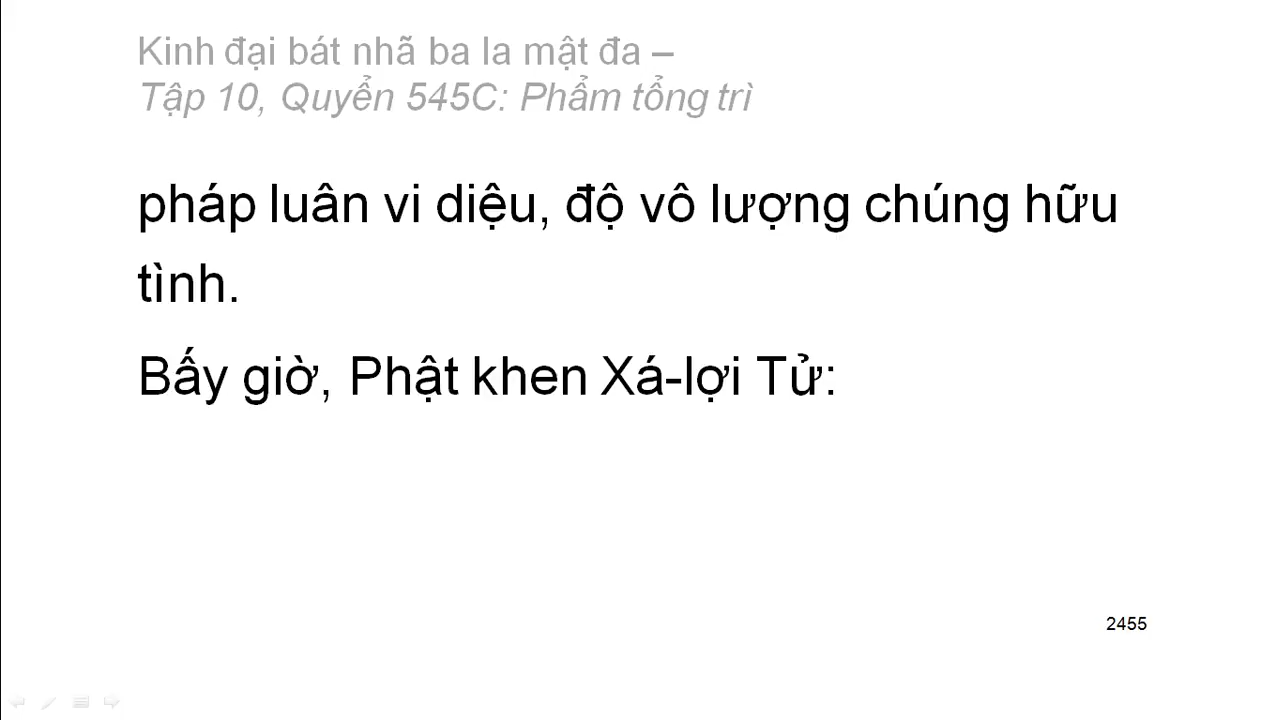 Kinh đại bát nhã ba la mật đa –
Tập 10, Quyển 545C: Phẩm tổng trì
pháp luân vi diệu, độ vô lượng chúng hữu
tình.
Bấy giờ, Phật khen Xá-lợi Tử:
2455